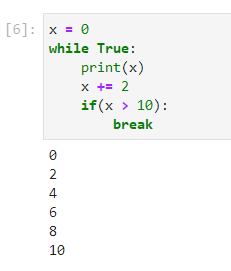 [6]: x = 0
while True:
    print(x)
    x += 2
    if(x > 10):
        break
0
2
4
6
8
10